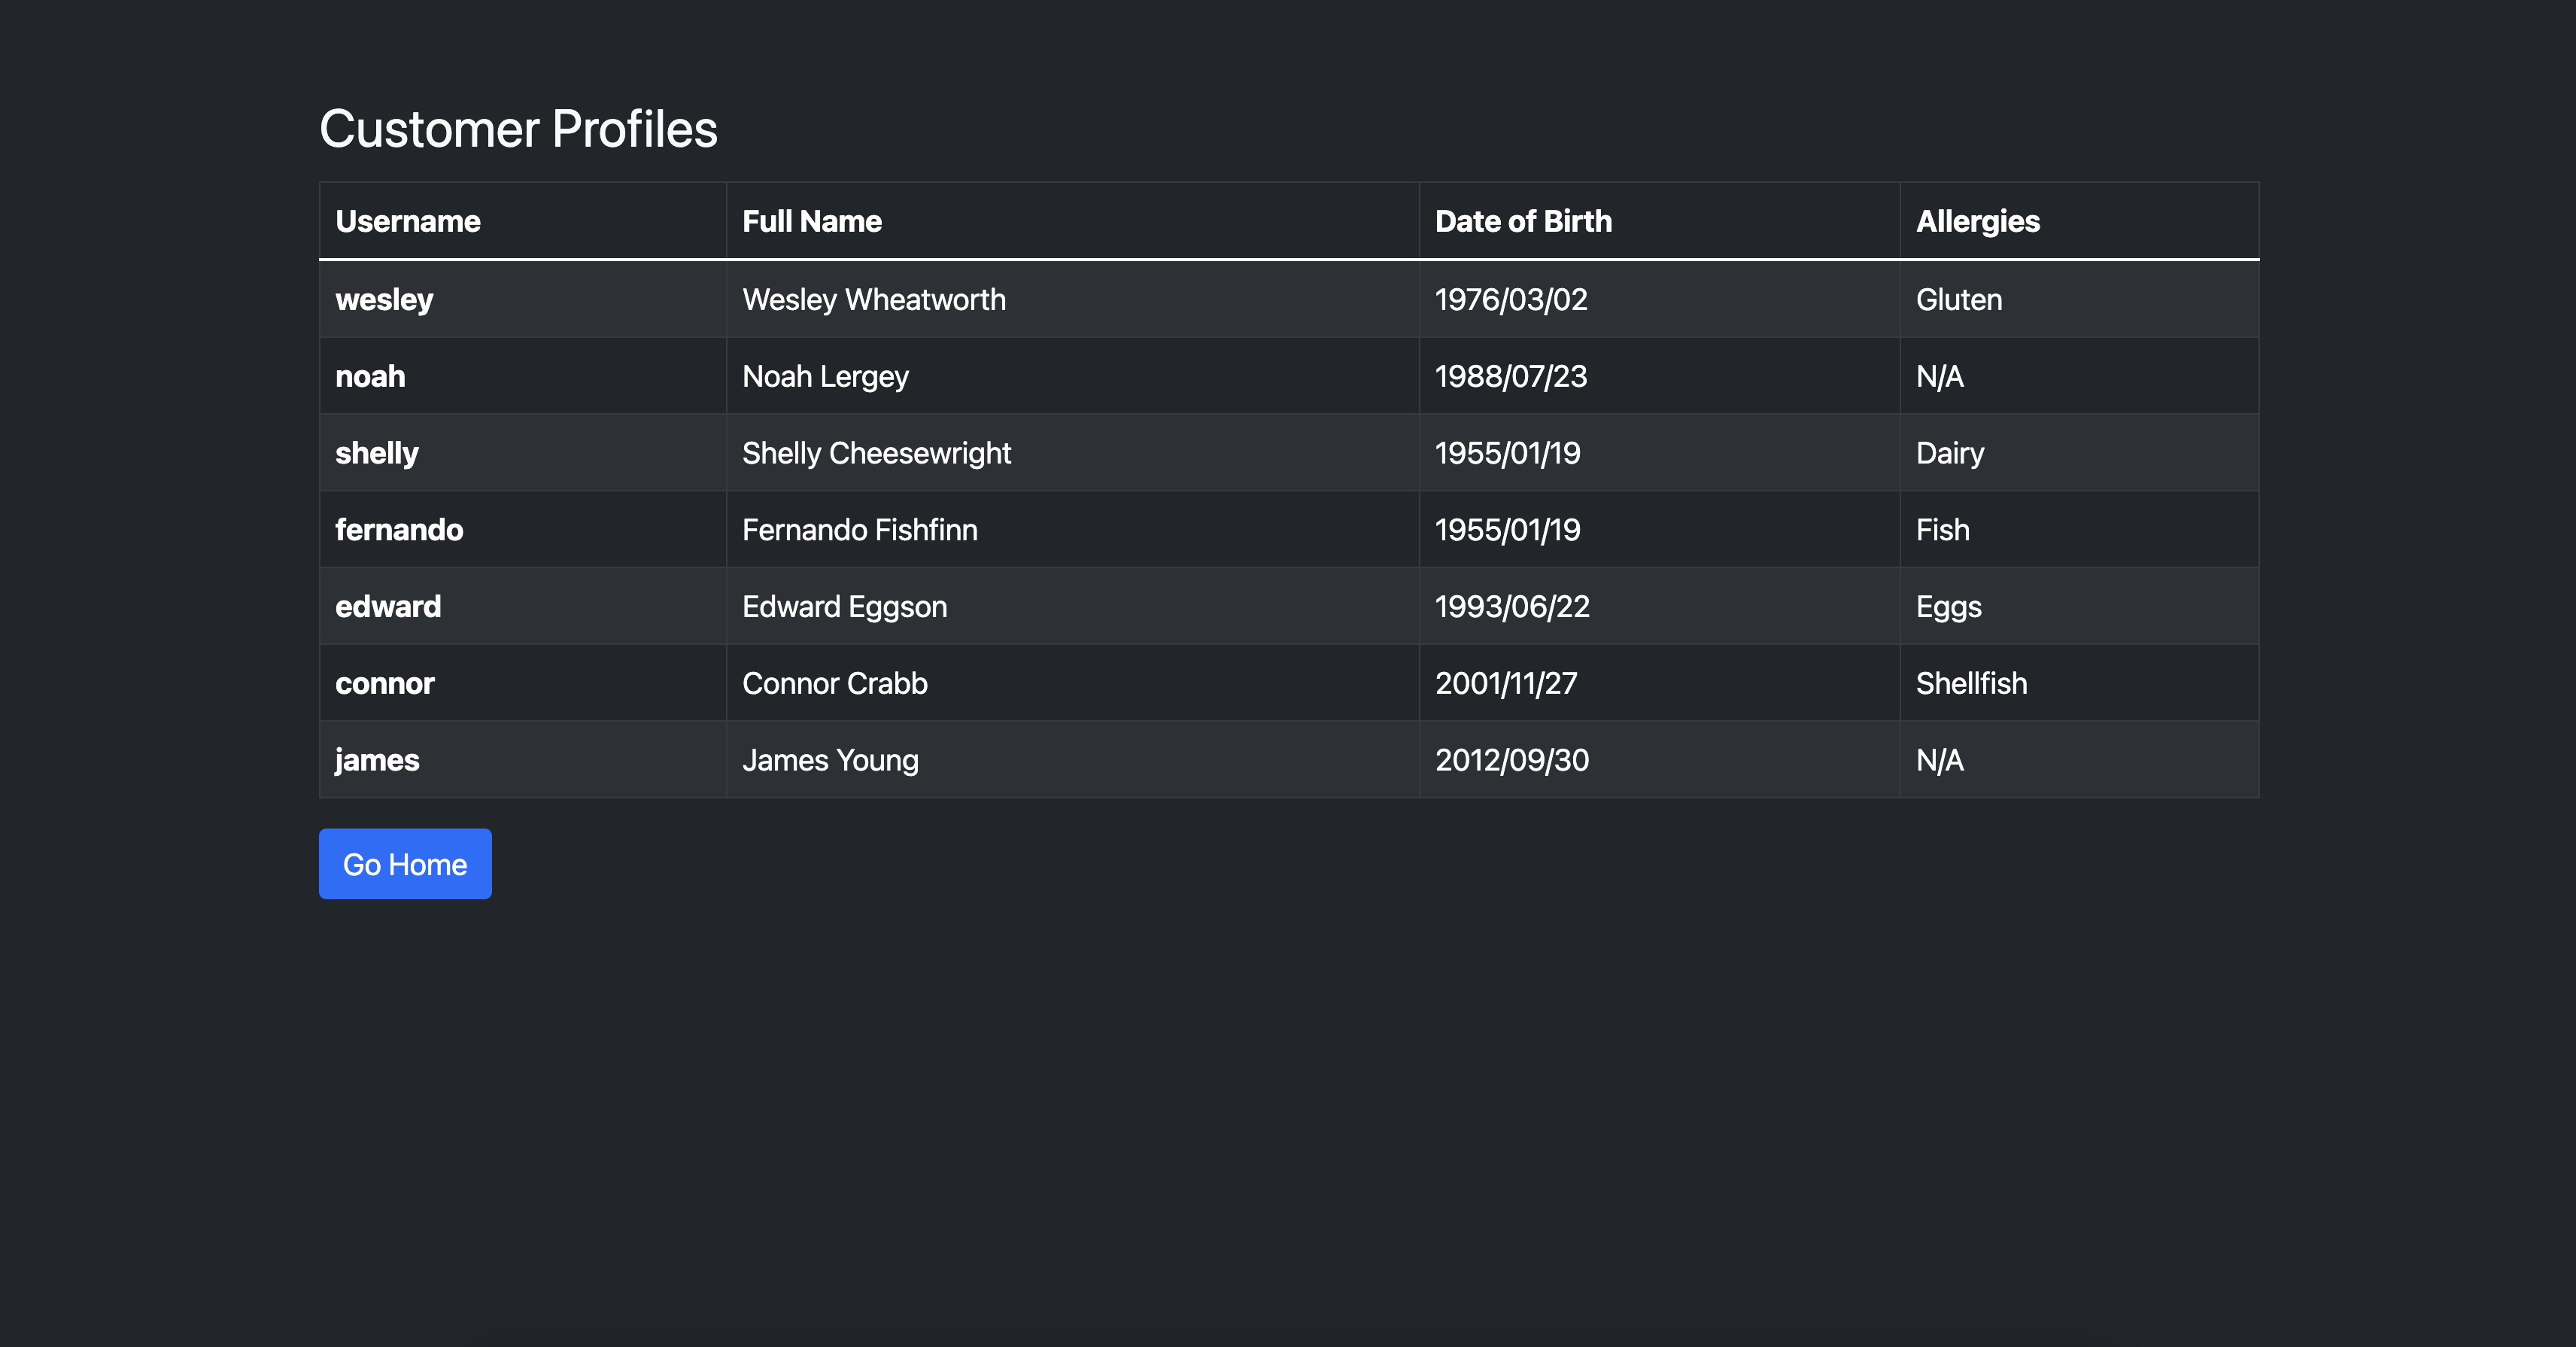 Customer Profiles
Username Full Name Date of Birth Allergies
wesley Wesley Wheatworth 1976/03/02 Gluten
noah Noah Lergey 1988/07/23 N/A
shelly Shelly Cheesewright 1955/01/19 Dairy
fernando Fernando Fishfinn 1955/01/19 Fish
edward Edward Eggson 1993/06/22 Eggs
connor Connor Crabb 2001/11/27 Shellfish
james James Young 2012/09/30 N/A
Go Home